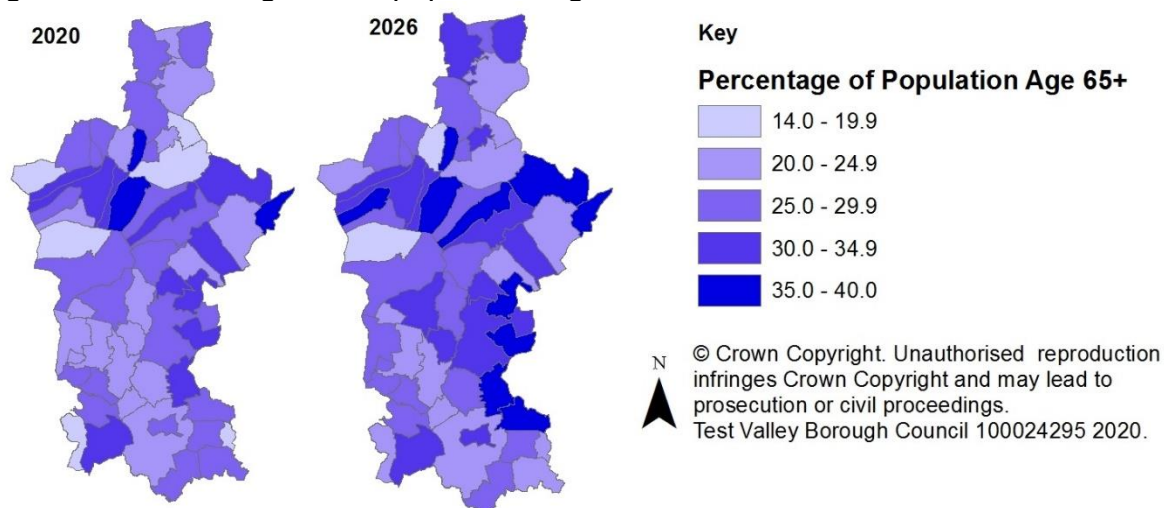 2020
2026
Key
Percentage of Population Age 65+
14.0 - 19.9
20.0 - 24.9
25.0 - 29.9
30.0 - 34.9
35.0 - 40.0
N
© Crown Copyright. Unauthorised reproduction
infringes Crown Copyright and may lead to
prosecution or civil proceedings.
Test Valley Borough Council 100024295 2020.